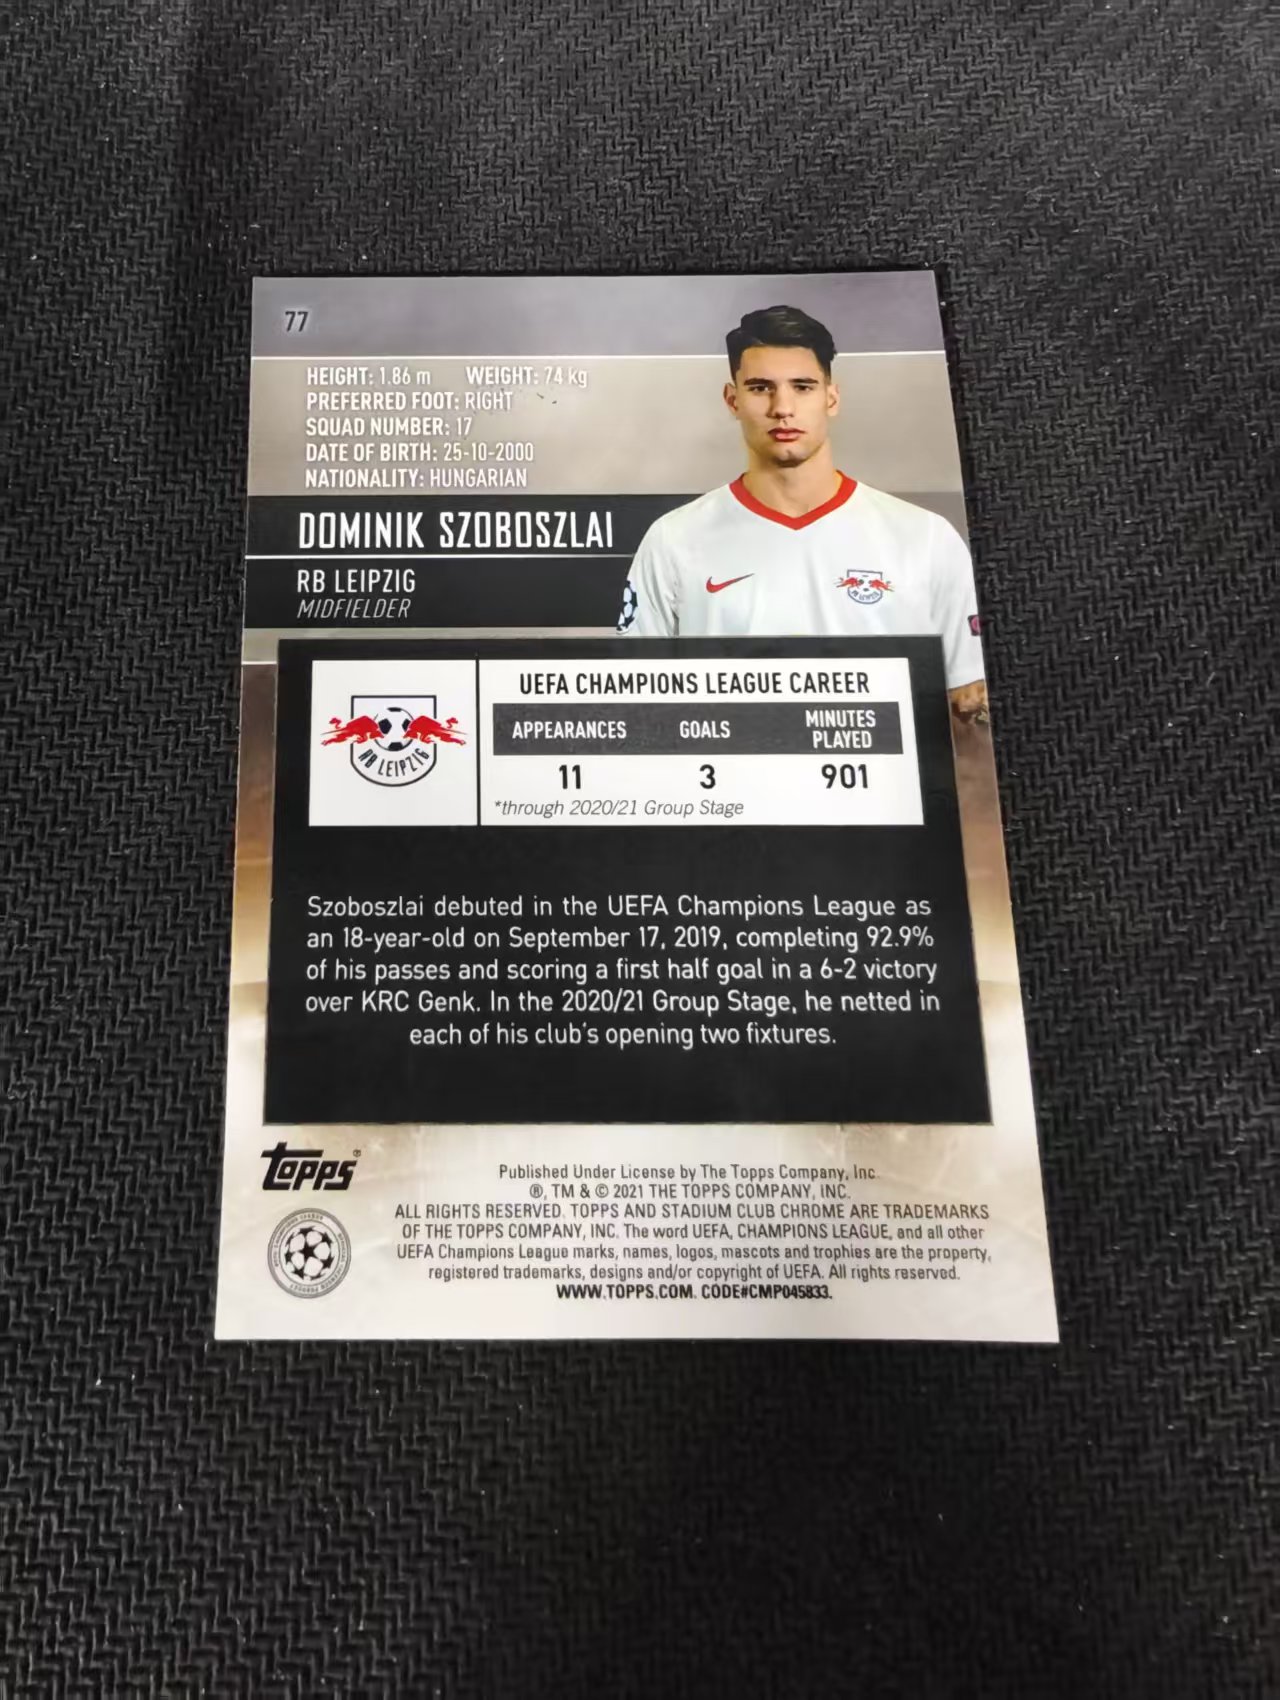 77
HEIGHT: 1.86 m WEIGHT: 74 kg
PREFERRED FOOT: RIGHT
SQUAD NUMBER: 17
DATE OF BIRTH: 25-10-2000
NATIONALITY: HUNGARIAN
DOMINIK SZOBOSZLAI
RB LEIPZIG
MIDFIELDER
RB LEIPZIG
RB LEIPZIG
UEFA CHAMPIONS LEAGUE CAREER
APPEARANCES GOALS MINUTES PLAYED
11 3 901
*through 2020/21 Group Stage
Szoboszlai debuted in the UEFA Champions League as
an 18-year-old on September 17, 2019, completing 92.9%
of his passes and scoring a first half goal in a 6-2 victory
over KRC Genk. In the 2020/21 Group Stage, he netted in
each of his club's opening two fixtures.
Topps®
Published Under License by The Topps Company, Inc.
®, TM & © 2021 THE TOPPS COMPANY, INC.
ALL RIGHTS RESERVED. TOPPS AND STADIUM CLUB CHROME ARE TRADEMARKS
OF THE TOPPS COMPANY, INC. The word UEFA, CHAMPIONS LEAGUE, and all other
UEFA Champions League marks, names, logos, mascots and trophies are the property,
registered trademarks, designs and/or copyright of UEFA. All rights reserved.
WWW.TOPPS.COM. CODE#CMP045833.